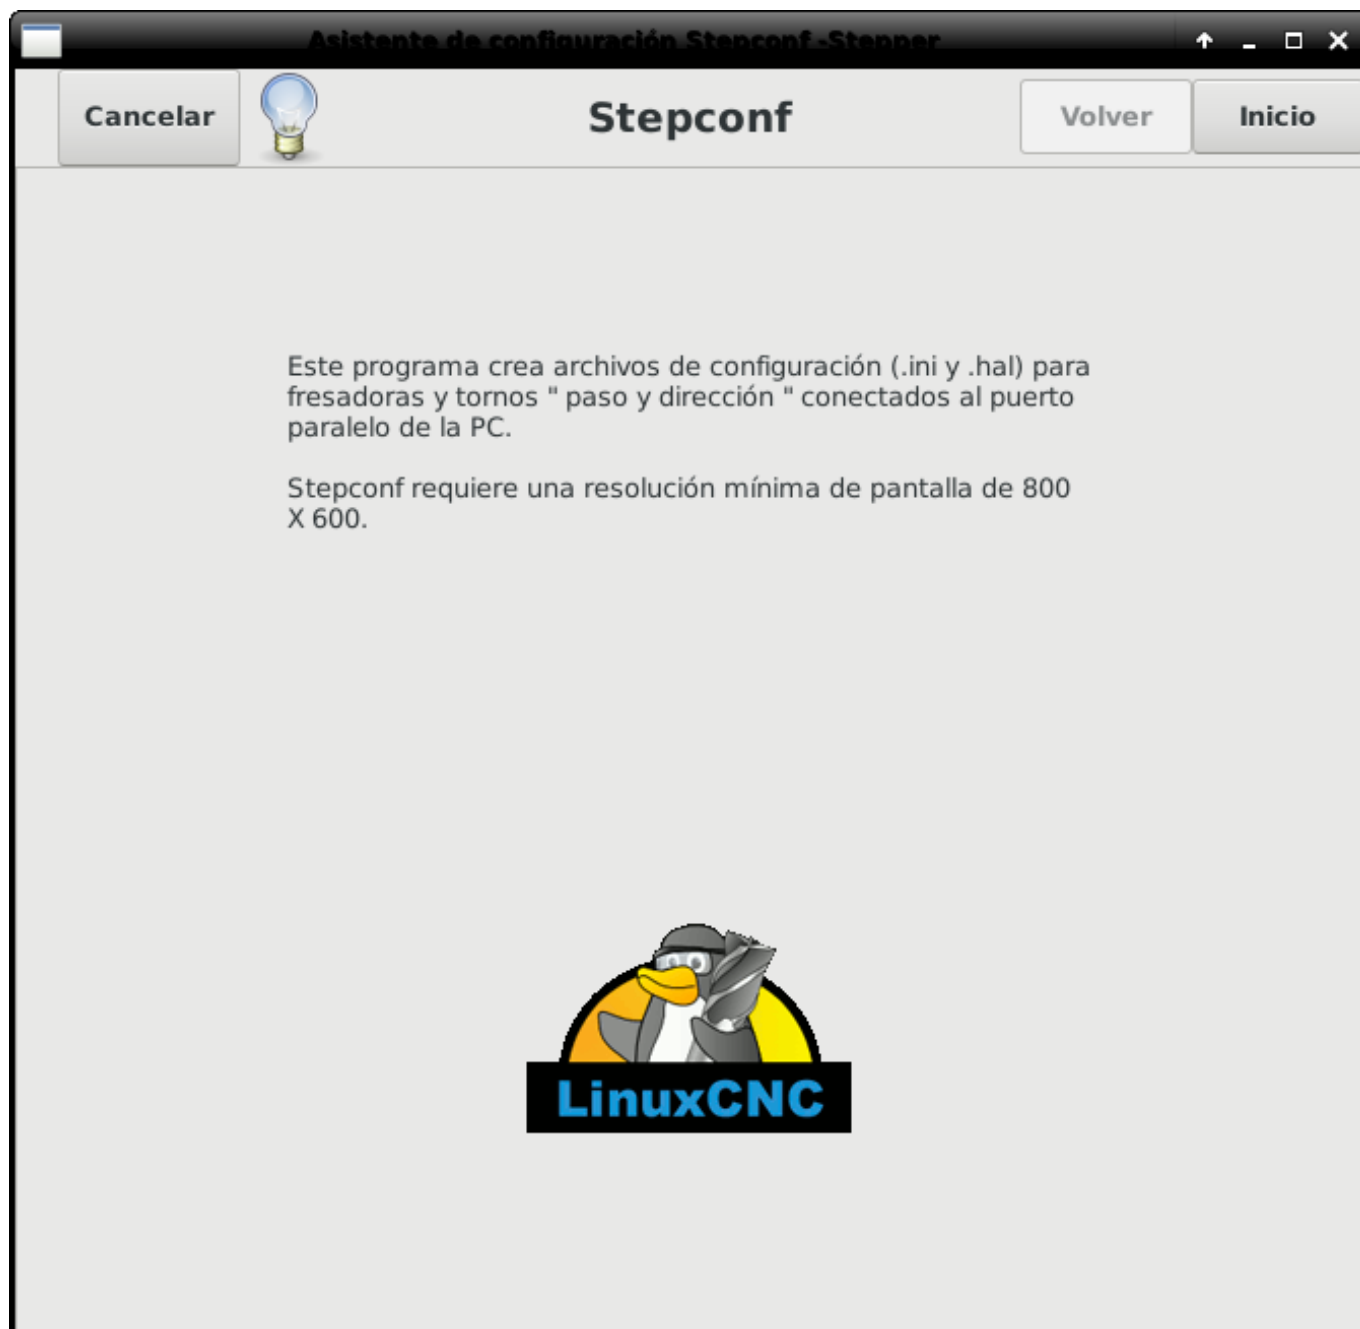 Asistente de configuración Stepconf -Stepper
Cancelar
Stepconf
Volver
Inicio
Este programa crea archivos de configuración (.ini y .hal) para
fresadoras y tornos " paso y dirección " conectados al puerto
paralelo de la PC.
Stepconf requiere una resolución mínima de pantalla de 800
X 600.
LinuxCNC